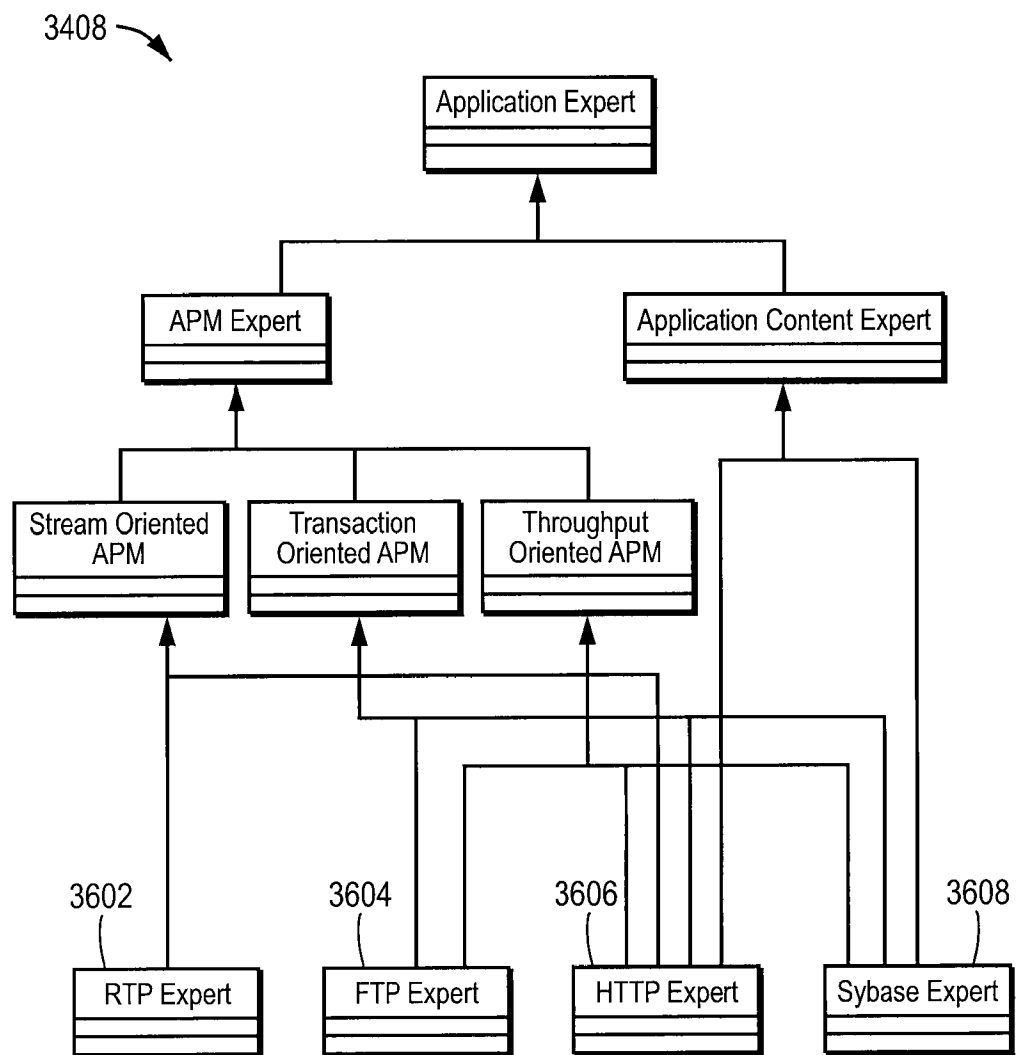 3408
Application Expert
APM Expert
Application Content Expert
Stream Oriented
APM
Transaction
Oriented APM
Throughput
Oriented APM
3602
3604
3606
3608
RTP Expert
FTP Expert
HTTP Expert
Sybase Expert